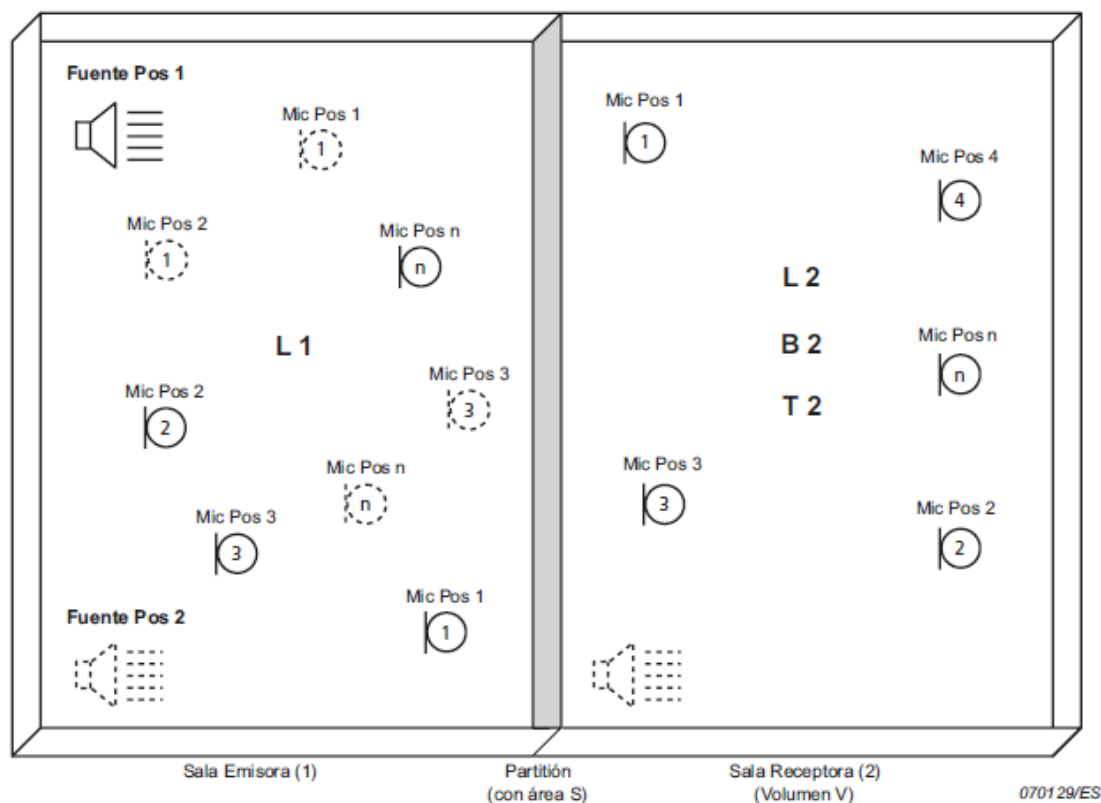 Fuente Pos 1
Mic Pos 1
1
Mic Pos 2
1
Mic Pos n
n
L 1
Mic Pos 3
3
Mic Pos 2
2
Mic Pos n
n
Mic Pos 3
3
Mic Pos 1
1
Fuente Pos 2
Mic Pos 1
1
Mic Pos 4
4
L 2
B 2
T 2
Mic Pos n
n
Mic Pos 3
3
Mic Pos 2
2
Sala Emisora (1)
Partitión
(con área S)
Sala Receptora (2)
(Volumen V)
070129/ES